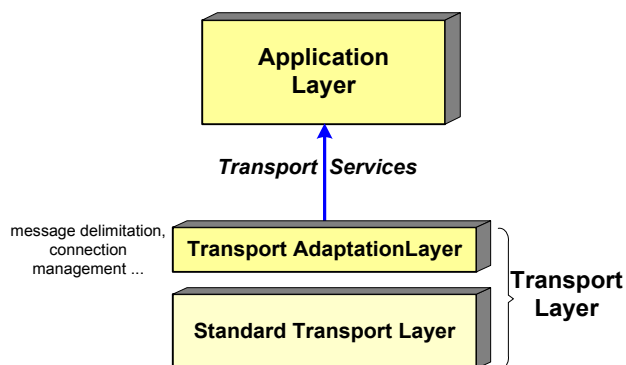 Application
Layer
Transport Services
message delimitation,
connection
management ...
Transport AdaptationLayer
Transport
Layer
Standard Transport Layer